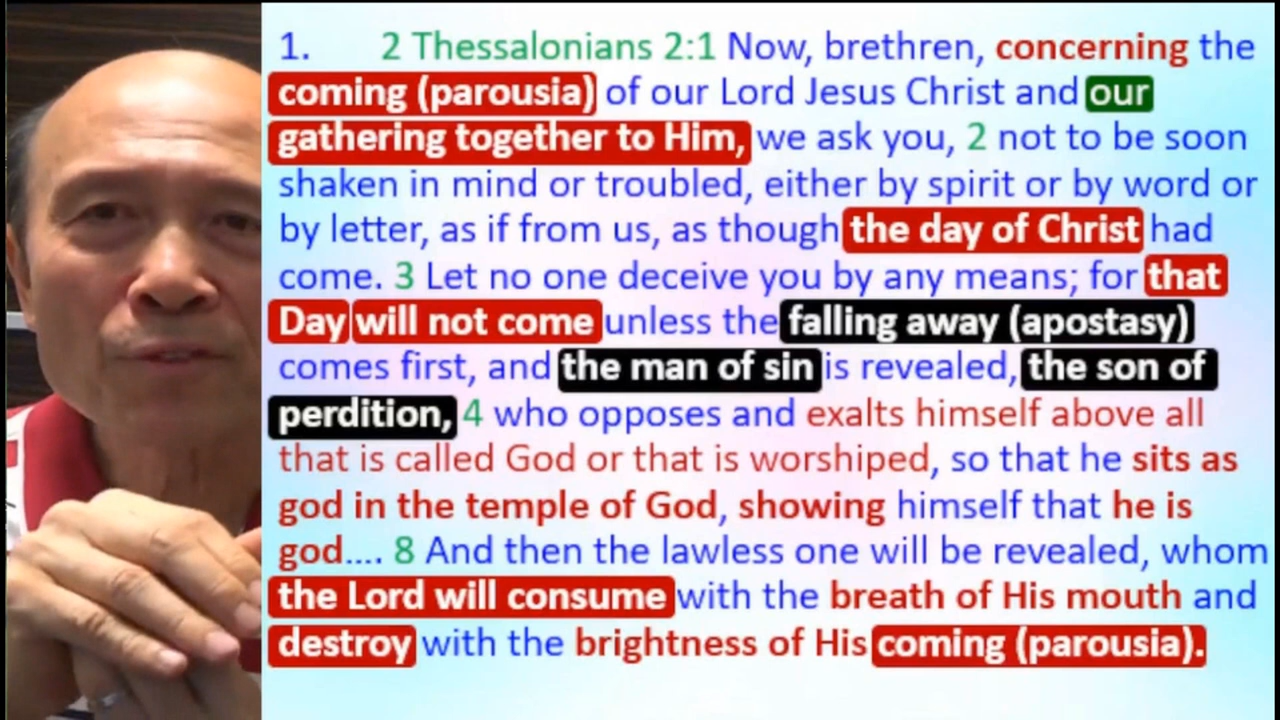 1. 2 Thessalonians 2:1 Now, brethren, concerning the
coming (parousia) of our Lord Jesus Christ and our
gathering together to Him, we ask you, 2 not to be soon
shaken in mind or troubled, either by spirit or by word or
by letter, as if from us, as though the day of Christ had
come. 3 Let no one deceive you by any means; for that
Day will not come unless the falling away (apostasy)
comes first, and the man of sin is revealed, the son of
perdition, 4 who opposes and exalts himself above all
that is called God or that is worshiped, so that he sits as
god in the temple of God, showing himself that he is
god.... 8 And then the lawless one will be revealed, whom
the Lord will consume with the breath of His mouth and
destroy with the brightness of His coming (parousia).